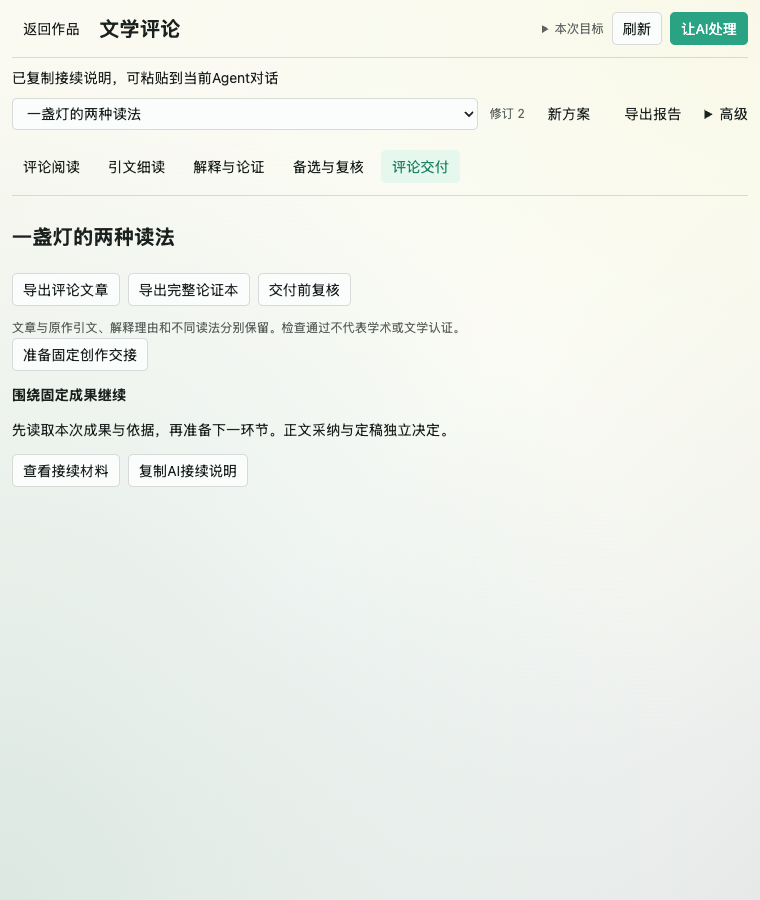 返回作品 文学评论 ▶ 本次目标 刷新 让AI处理
已复制接续说明，可粘贴到当前Agent对话
一盏灯的两种读法 修订 2 新方案 导出报告 ▶ 高级
评论阅读 引文细读 解释与论证 备选与复核 评论交付
一盏灯的两种读法
导出评论文章 导出完整论证本 交付前复核
文章与原作引文、解释理由和不同读法分别保留。检查通过不代表学术或文学认证。
准备固定创作交接
围绕固定成果继续
先读取本次成果与依据，再准备下一环节。正文采纳与定稿独立决定。
查看接续材料 复制AI接续说明